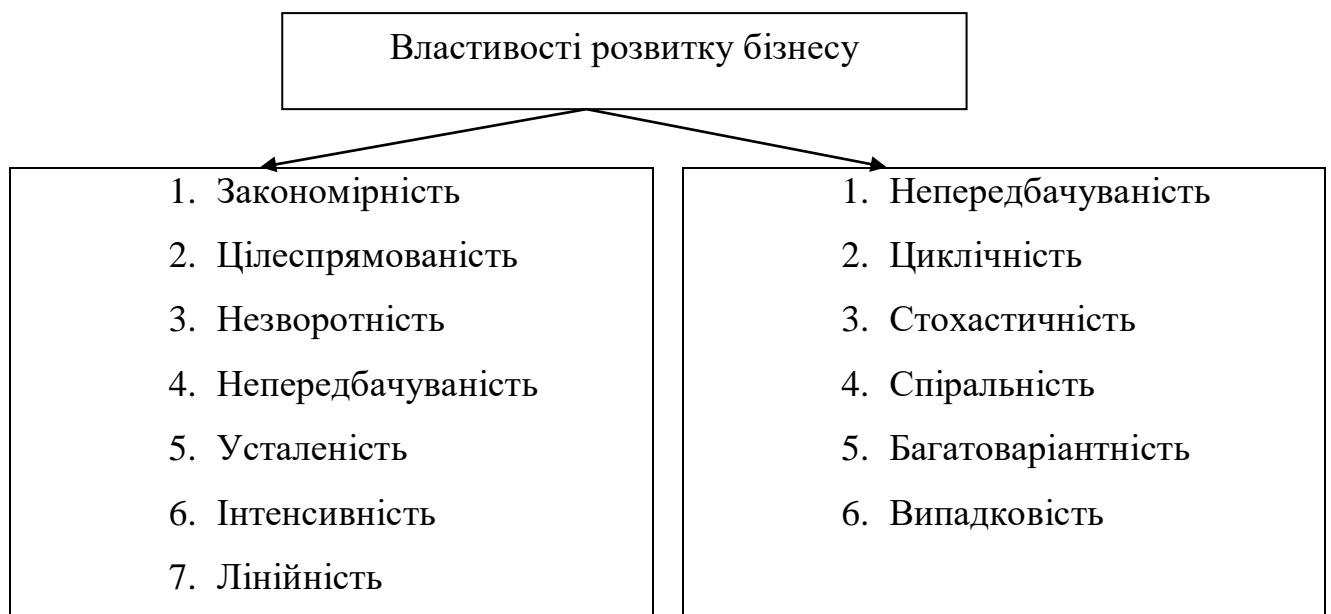 Властивості розвитку бізнесу
1. Закономірність
2. Цілеспрямованість
3. Незворотність
4. Непередбачуваність
5. Усталеність
6. Інтенсивність
7. Лінійність
1. Непередбачуваність
2. Циклічність
3. Стохастичність
4. Спіральність
5. Багатоваріантність
6. Випадковість